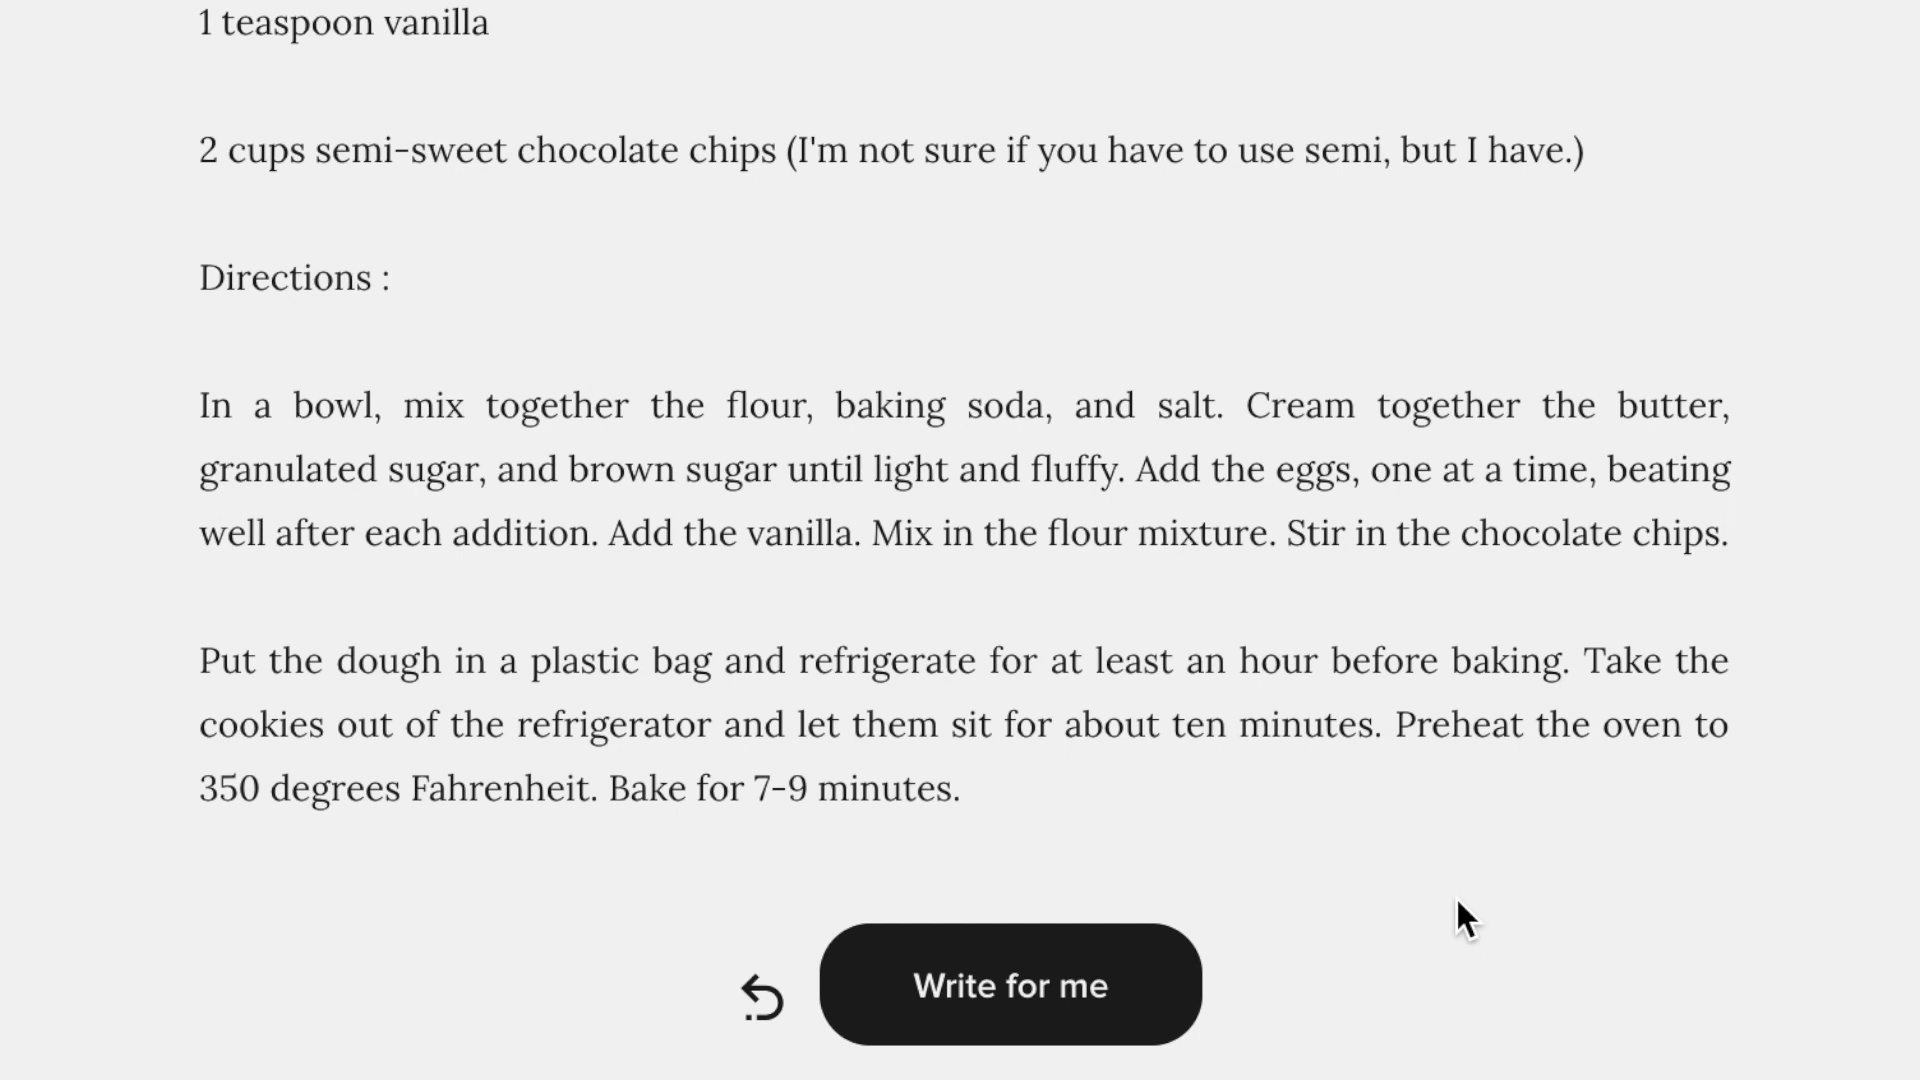 1 teaspoon vanilla
2 cups semi-sweet chocolate chips (I'm not sure if you have to use semi, but I have.)
Directions :
In a bowl, mix together the flour, baking soda, and salt. Cream together the butter,
granulated sugar, and brown sugar until light and fluffy. Add the eggs, one at a time, beating
well after each addition. Add the vanilla. Mix in the flour mixture. Stir in the chocolate chips.
Put the dough in a plastic bag and refrigerate for at least an hour before baking. Take the
cookies out of the refrigerator and let them sit for about ten minutes. Preheat the oven to
350 degrees Fahrenheit. Bake for 7-9 minutes.
Write for me